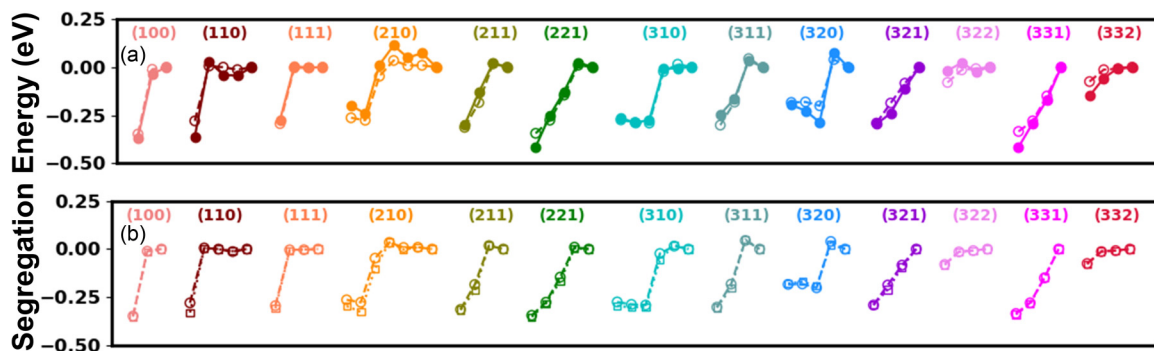 Segregation Energy (eV)
0.25
(100) (110) (111) (210) (211) (221) (310) (311) (320) (321) (322) (331) (332)
(a)
0.00
−0.25
−0.50
0.25
(100) (110) (111) (210) (211) (221) (310) (311) (320) (321) (322) (331) (332)
(b)
0.00
−0.25
−0.50